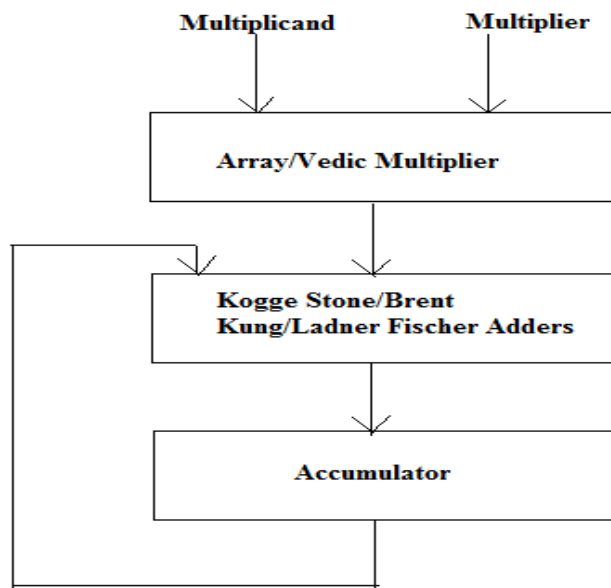 Multiplicand Multiplier
Array/Vedic Multiplier
Kogge Stone/Brent
Kung/Ladner Fischer Adders
Accumulator